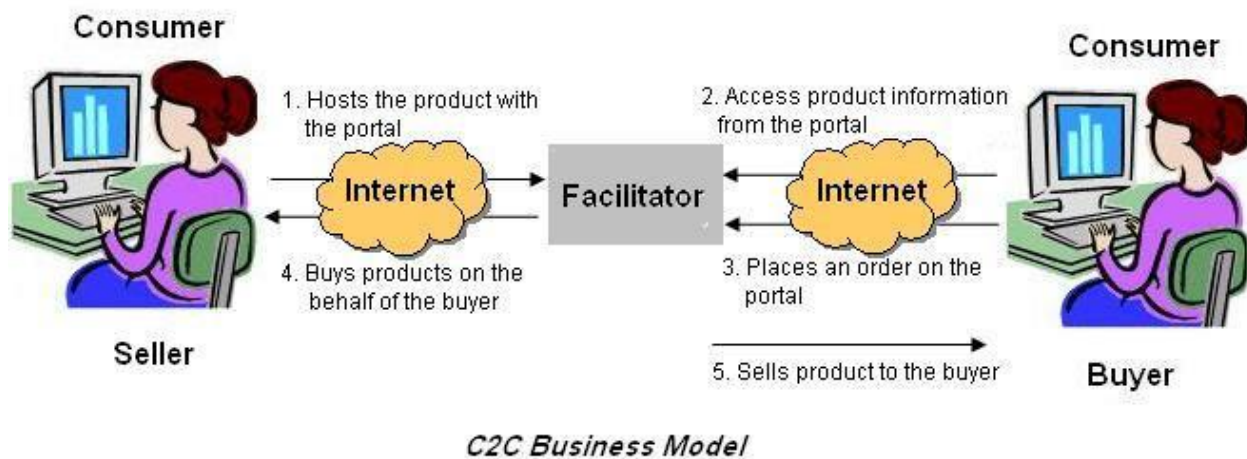 Consumer
Consumer
1. Hosts the product with
the portal
2. Access product information
from the portal
Internet
Facilitator
Internet
4. Buys products on the
behalf of the buyer
3. Places an order on the
portal
Seller
5. Sells product to the buyer
Buyer
C2C Business Model